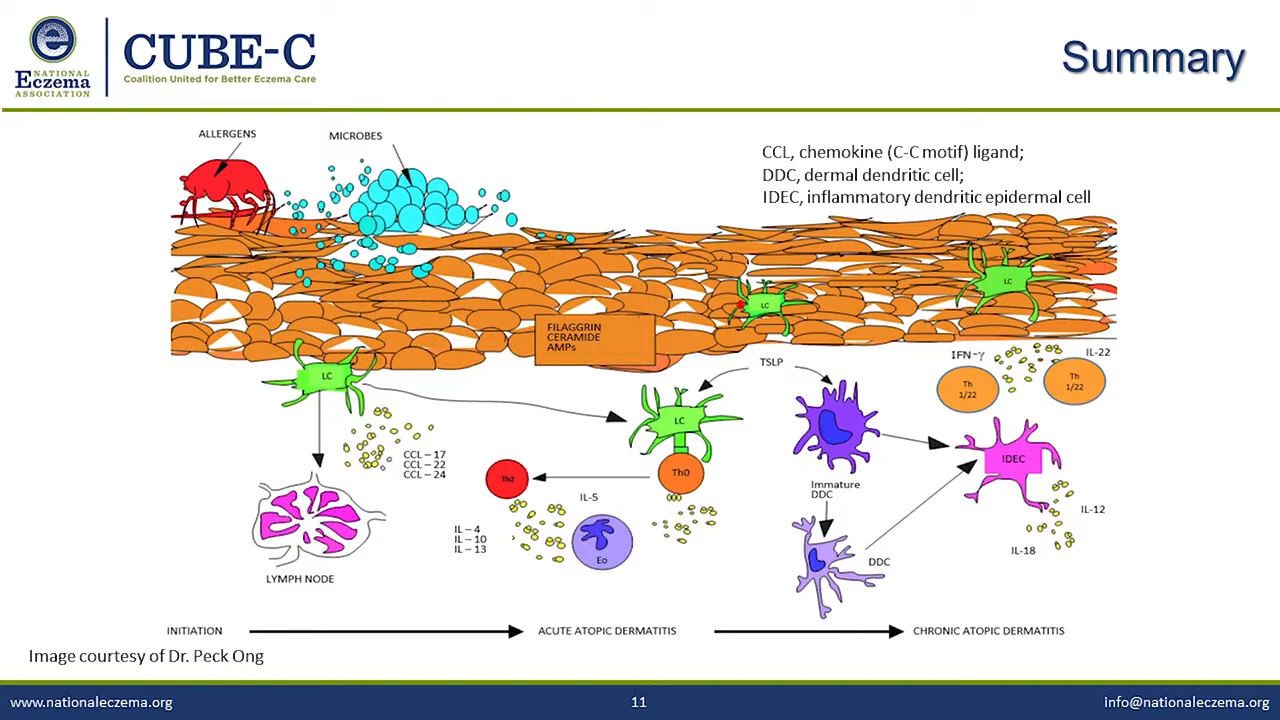 NATIONAL
Eczema
ASSOCIATION
CUBE-C
Coalition United for Better Eczema Care
Summary
ALLERGENS
MICROBES
CCL, chemokine (C-C motif) ligand;
DDC, dermal dendritic cell;
IDEC, inflammatory dendritic epidermal cell
LC
LC
FILAGGRIN
CERAMIDE
AMPs
LC
TSLP
IFN-γ
IL-22
Th
1/22
Th
1/22
LC
CCL – 17
CCL – 22
CCL – 24
Th0
Th2
IDEC
Immature
DDC
IL-5
IL – 4
IL – 10
IL – 13
Eo
IL-12
IL-18
DDC
LYMPH NODE
INITIATION
ACUTE ATOPIC DERMATITIS
CHRONIC ATOPIC DERMATITIS
Image courtesy of Dr. Peck Ong
www.nationaleczema.org
11
info@nationaleczema.org